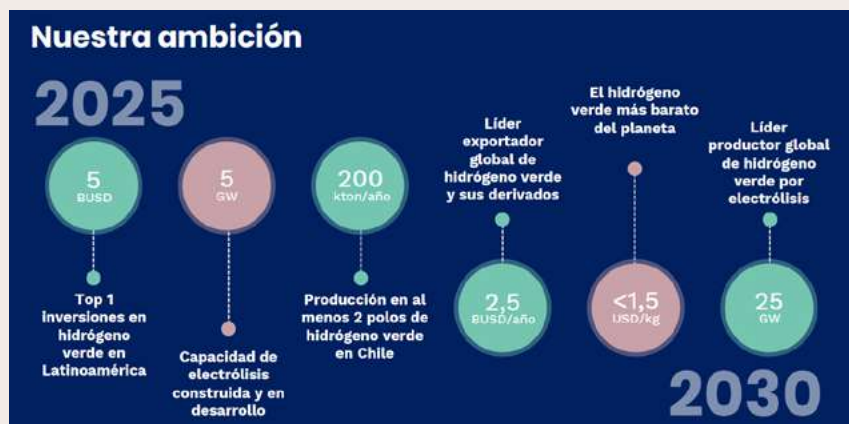 Nuestra ambición
2025
5
BUSD
Top 1
inversiones en
hidrógeno
verde en
Latinoamérica
5
GW
Capacidad de
electrólisis
construida y en
desarrollo
200
kton/año
Producción en al
menos 2 polos de
hidrógeno verde
en Chile
Líder
exportador
global de
hidrógeno verde
y sus derivados
2,5
BUSD/año
El hidrógeno
verde más barato
del planeta
<1,5
USD/kg
Líder
productor global
de hidrógeno
verde por
electrólisis
25
GW
2030